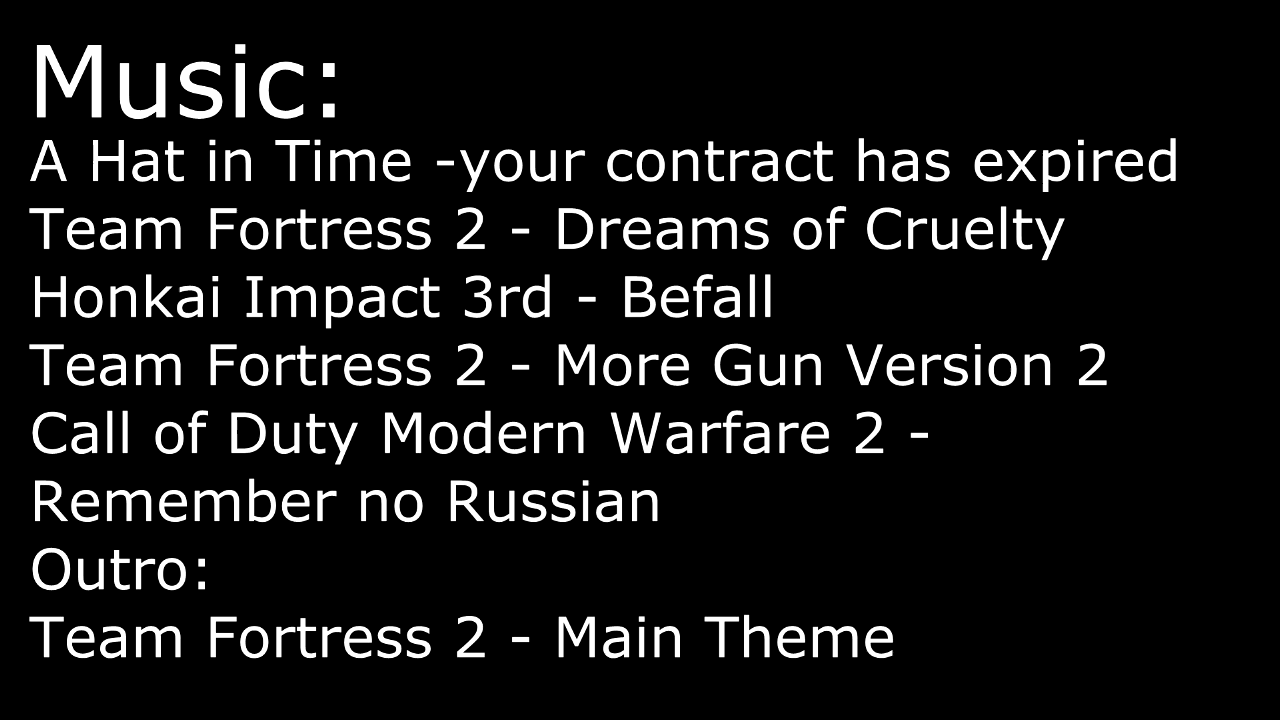 Music:
A Hat in Time -your contract has expired
Team Fortress 2 - Dreams of Cruelty
Honkai Impact 3rd - Befall
Team Fortress 2 - More Gun Version 2
Call of Duty Modern Warfare 2 -
Remember no Russian
Outro:
Team Fortress 2 - Main Theme